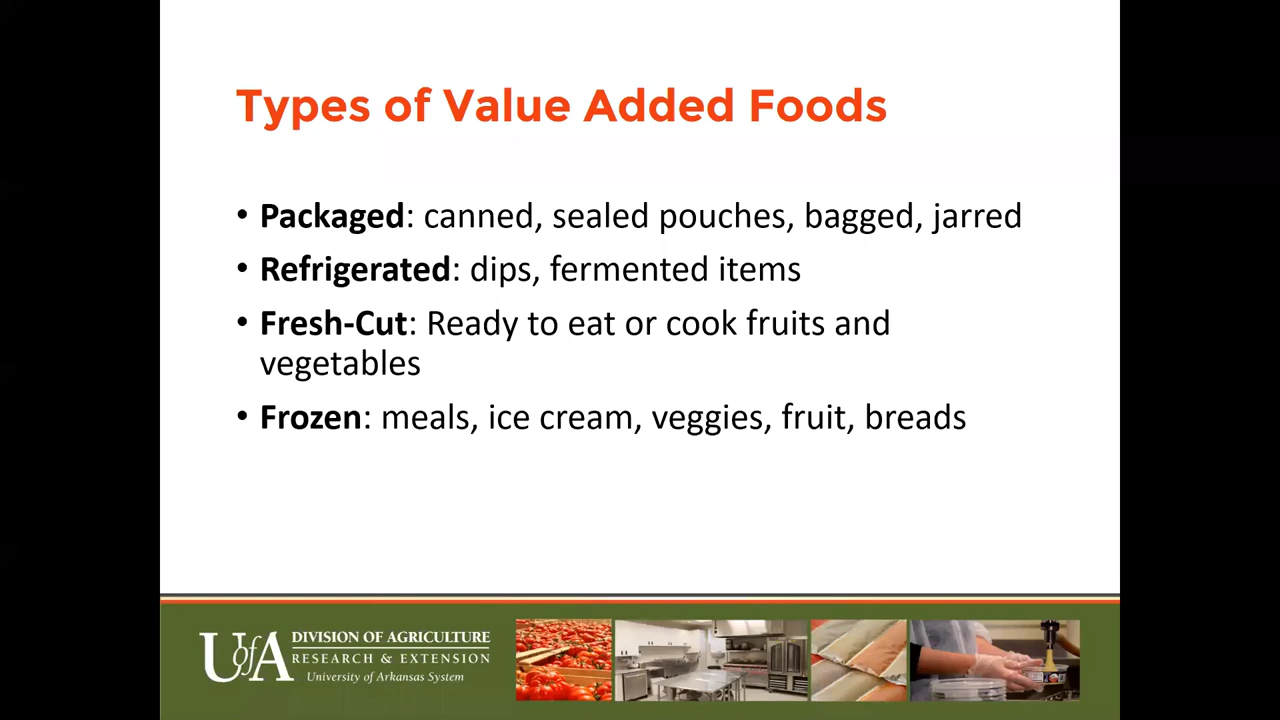 Types of Value Added Foods
• Packaged: canned, sealed pouches, bagged, jarred
• Refrigerated: dips, fermented items
• Fresh-Cut: Ready to eat or cook fruits and
vegetables
• Frozen: meals, ice cream, veggies, fruit, breads
UofA
DIVISION OF AGRICULTURE
RESEARCH & EXTENSION
University of Arkansas System